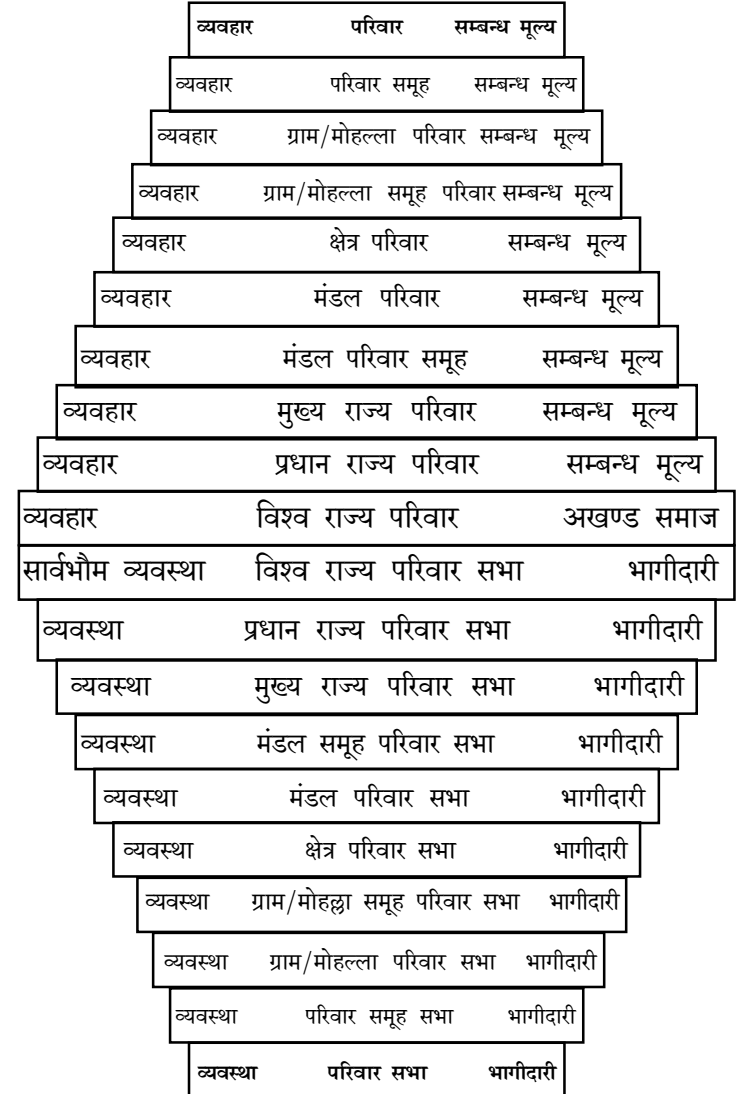 व्यवहार परिवार सम्बन्ध मूल्य
व्यवहार परिवार समूह सम्बन्ध मूल्य
व्यवहार ग्राम/मोहल्ला परिवार सम्बन्ध मूल्य
व्यवहार ग्राम/मोहल्ला समूह परिवार सम्बन्ध मूल्य
व्यवहार क्षेत्र परिवार सम्बन्ध मूल्य
व्यवहार मंडल परिवार सम्बन्ध मूल्य
व्यवहार मंडल परिवार समूह सम्बन्ध मूल्य
व्यवहार मुख्य राज्य परिवार सम्बन्ध मूल्य
व्यवहार प्रधान राज्य परिवार सम्बन्ध मूल्य
व्यवहार विश्व राज्य परिवार अखण्ड समाज
सार्वभौम व्यवस्था विश्व राज्य परिवार सभा भागीदारी
व्यवस्था प्रधान राज्य परिवार सभा भागीदारी
व्यवस्था मुख्य राज्य परिवार सभा भागीदारी
व्यवस्था मंडल समूह परिवार सभा भागीदारी
व्यवस्था मंडल परिवार सभा भागीदारी
व्यवस्था क्षेत्र परिवार सभा भागीदारी
व्यवस्था ग्राम/मोहल्ला समूह परिवार सभा भागीदारी
व्यवस्था ग्राम/मोहल्ला परिवार सभा भागीदारी
व्यवस्था परिवार समूह सभा भागीदारी
व्यवस्था परिवार सभा भागीदारी